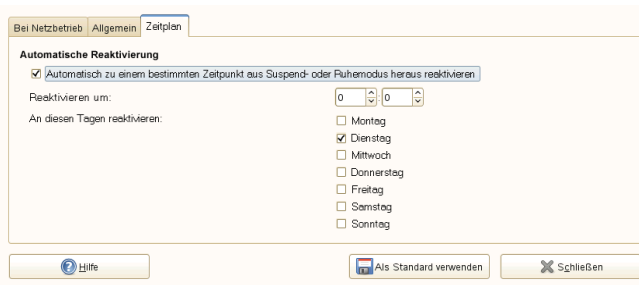 Bei Netzbetrieb Allgemein Zeitplan
Automatische Reaktivierung
Automatisch zu einem bestimmten Zeitpunkt aus Suspend- oder Ruhemodus heraus reaktivieren
Reaktivieren um: 0 : 0
An diesen Tagen reaktivieren: Montag
Dienstag
Mittwoch
Donnerstag
Freitag
Samstag
Sonntag
Hilfe Als Standard verwenden Schließen